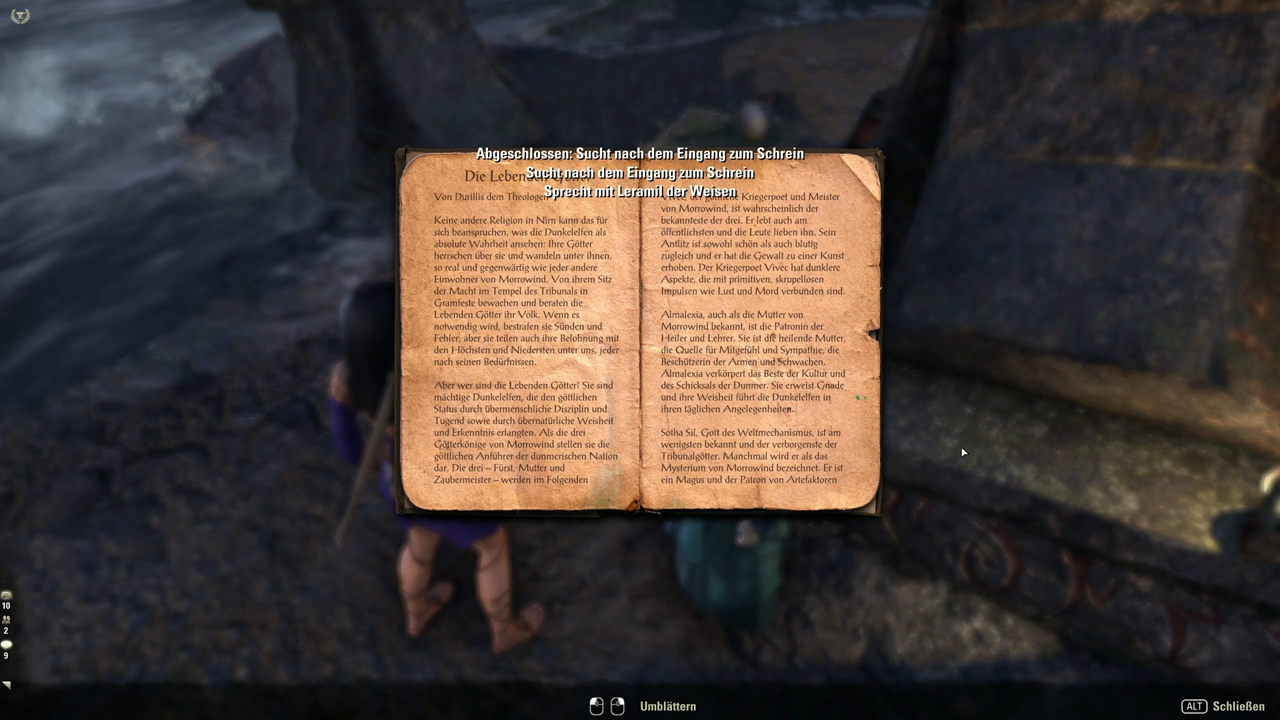 Abgeschlossen: Sucht nach dem Eingang zum Schrein
Sucht nach dem Eingang zum Schrein
Sprecht mit Leramil der Weisen
Die Leben
Von Durillis dem Theologen
Keine andere Religion in Nirn kann das für
sich beanspruchen, was die Dunkelelfen als
absolute Wahrheit ansehen: Ihre Götter
herrschen über sie und wandeln unter ihnen,
so real und gegenwärtig wie jeder andere
Einwohner von Morrowind. Von ihrem Sitz
der Macht im Tempel des Tribunals in
Gramfeste bewachen und beraten die
Lebenden Götter ihr Volk. Wenn es
notwendig wird, bestrafen sie Sünden und
Fehler, aber sie teilen auch ihre Belohnung mit
den Höchsten und Niedersten unter uns, jeder
nach seinen Bedürfnissen.
Aber wer sind die Lebenden Götter? Sie sind
mächtige Dunkelelfen, die den göttlichen
Status durch übermenschliche Disziplin und
Tugend sowie durch übernatürliche Weisheit
und Erkenntnis erlangten. Als die drei
Götterkönige von Morrowind stellen sie die
göttlichen Anführer der dunmerischen Nation
dar. Die drei – Fürst, Mutter und
Zaubermeister – werden im Folgenden
Vivec, der göttliche Kriegerpoet und Meister
von Morrowind, ist wahrscheinlich der
bekannteste der drei. Er lebt auch am
öffentlichsten und die Leute lieben ihn. Sein
Antlitz ist sowohl schön als auch blutig
zugleich und er hat die Gewalt zu einer Kunst
erhoben. Der Kriegerpoet Vivec hat dunklere
Aspekte, die mit primitiven, skrupellosen
Impulsen wie Lust und Mord verbunden sind.
Almalexia, auch als die Mutter von
Morrowind bekannt, ist die Patronin der
Heiler und Lehrer. Sie ist die heilende Mutter,
die Quelle für Mitgefühl und Sympathie, die
Beschützerin der Armen und Schwachen.
Almalexia verkörpert das Beste der Kultur und
des Schicksals der Dunmer. Sie erweist Gnade
und ihre Weisheit führt die Dunkelelfen in
ihren täglichen Angelegenheiten.
Sotha Sil, Gott des Weltmechanismus, ist am
wenigsten bekannt und der verborgenste der
Tribunalgötter. Manchmal wird er als das
Mysterium von Morrowind bezeichnet. Er ist
ein Magus und der Patron von Artefaktoren
10
2
9
Umblättern
ALT Schließen